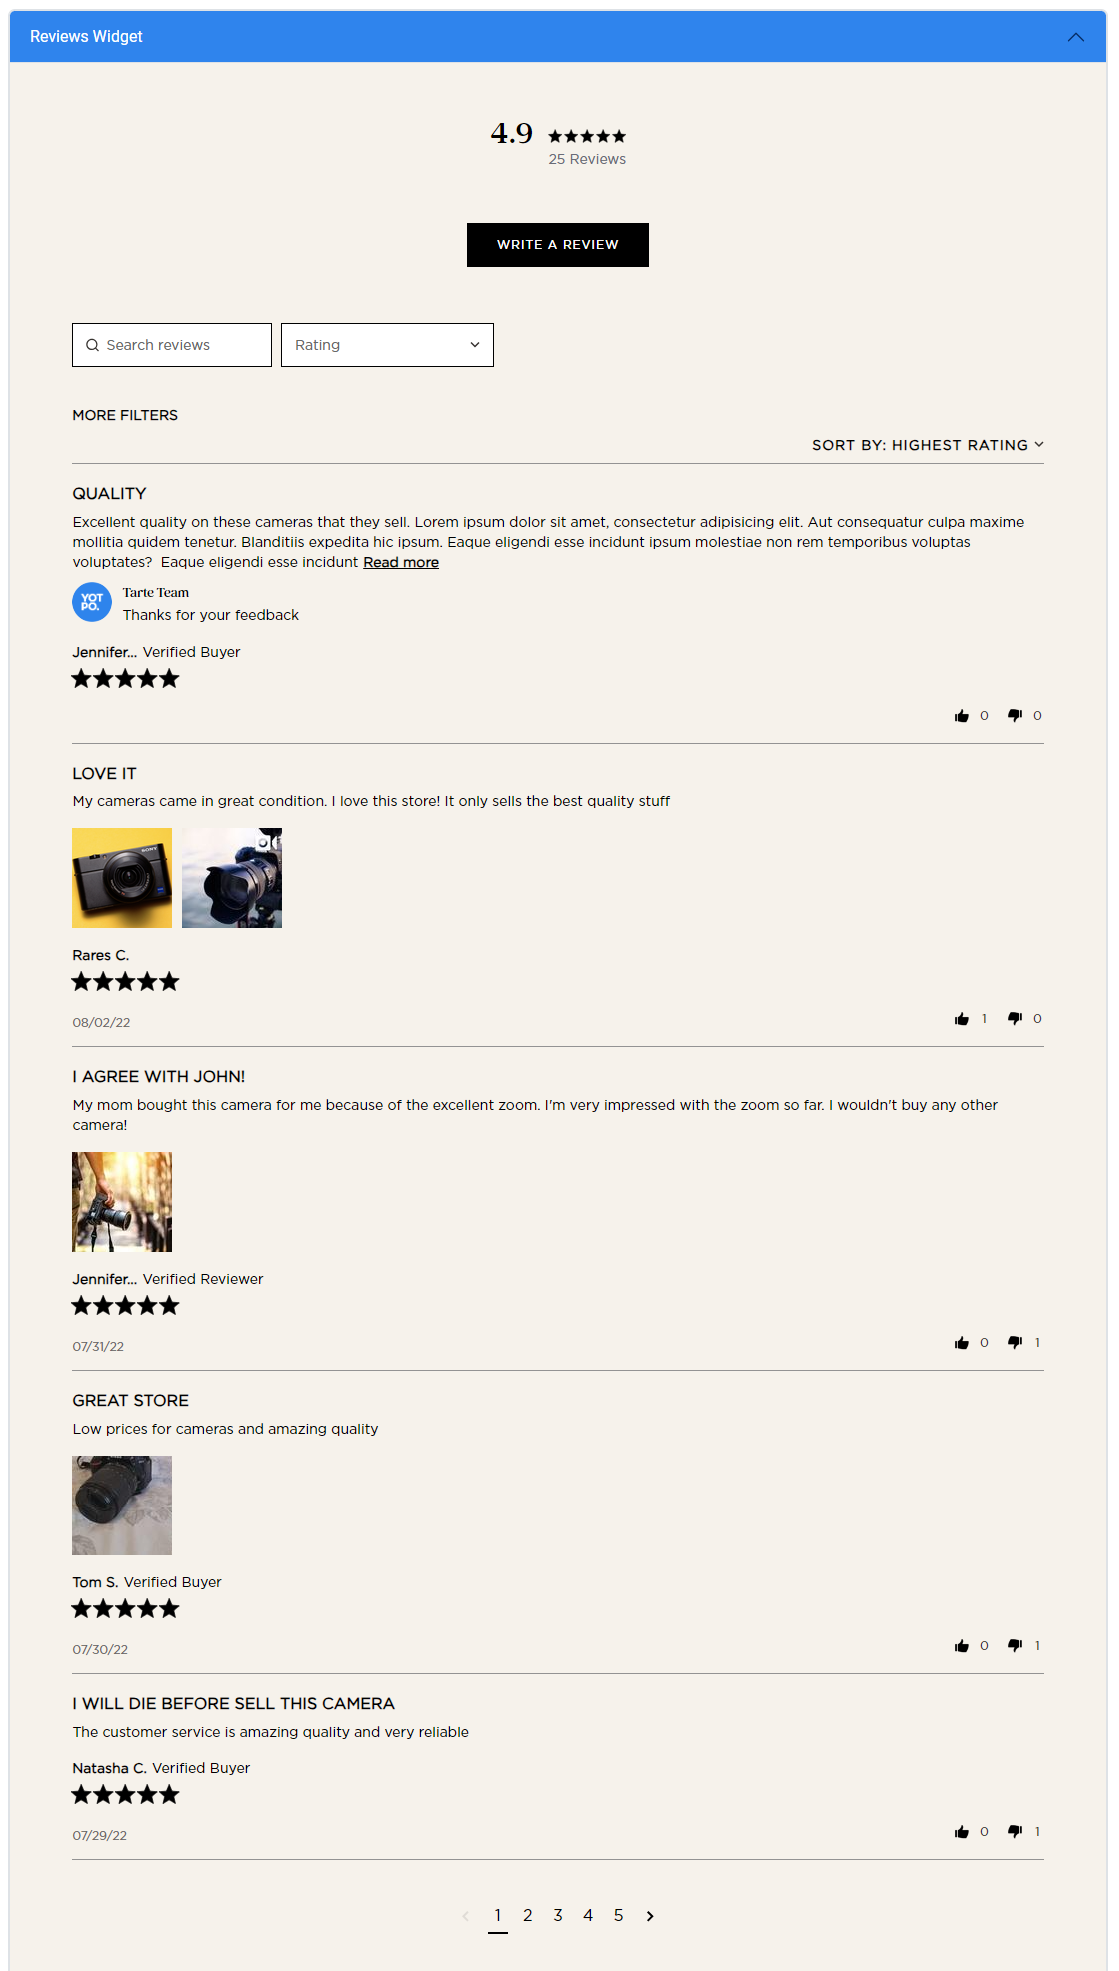 Reviews Widget
4.9
25 Reviews
WRITE A REVIEW
Search reviews
Rating
MORE FILTERS
SORT BY: HIGHEST RATING
QUALITY
Excellent quality on these cameras that they sell. Lorem ipsum dolor sit amet, consectetur adipisicing elit. Aut consequatur culpa maxime
mollitia quidem tenetur. Blanditiis expedita hic ipsum. Eaque eligendi esse incidunt ipsum molestiae non rem temporibus voluptas
voluptates?  Eaque eligendi esse incidunt Read more
YOT
PO.
Tarte Team
Thanks for your feedback
Jennifer... Verified Buyer
0 0
LOVE IT
My cameras came in great condition. I love this store! It only sells the best quality stuff
SONY
Rares C.
08/02/22
1 0
I AGREE WITH JOHN!
My mom bought this camera for me because of the excellent zoom. I'm very impressed with the zoom so far. I wouldn't buy any other
camera!
Jennifer... Verified Reviewer
07/31/22
0 1
GREAT STORE
Low prices for cameras and amazing quality
Tom S. Verified Buyer
07/30/22
0 1
I WILL DIE BEFORE SELL THIS CAMERA
The customer service is amazing quality and very reliable
Natasha C. Verified Buyer
07/29/22
0 1
1 2 3 4 5